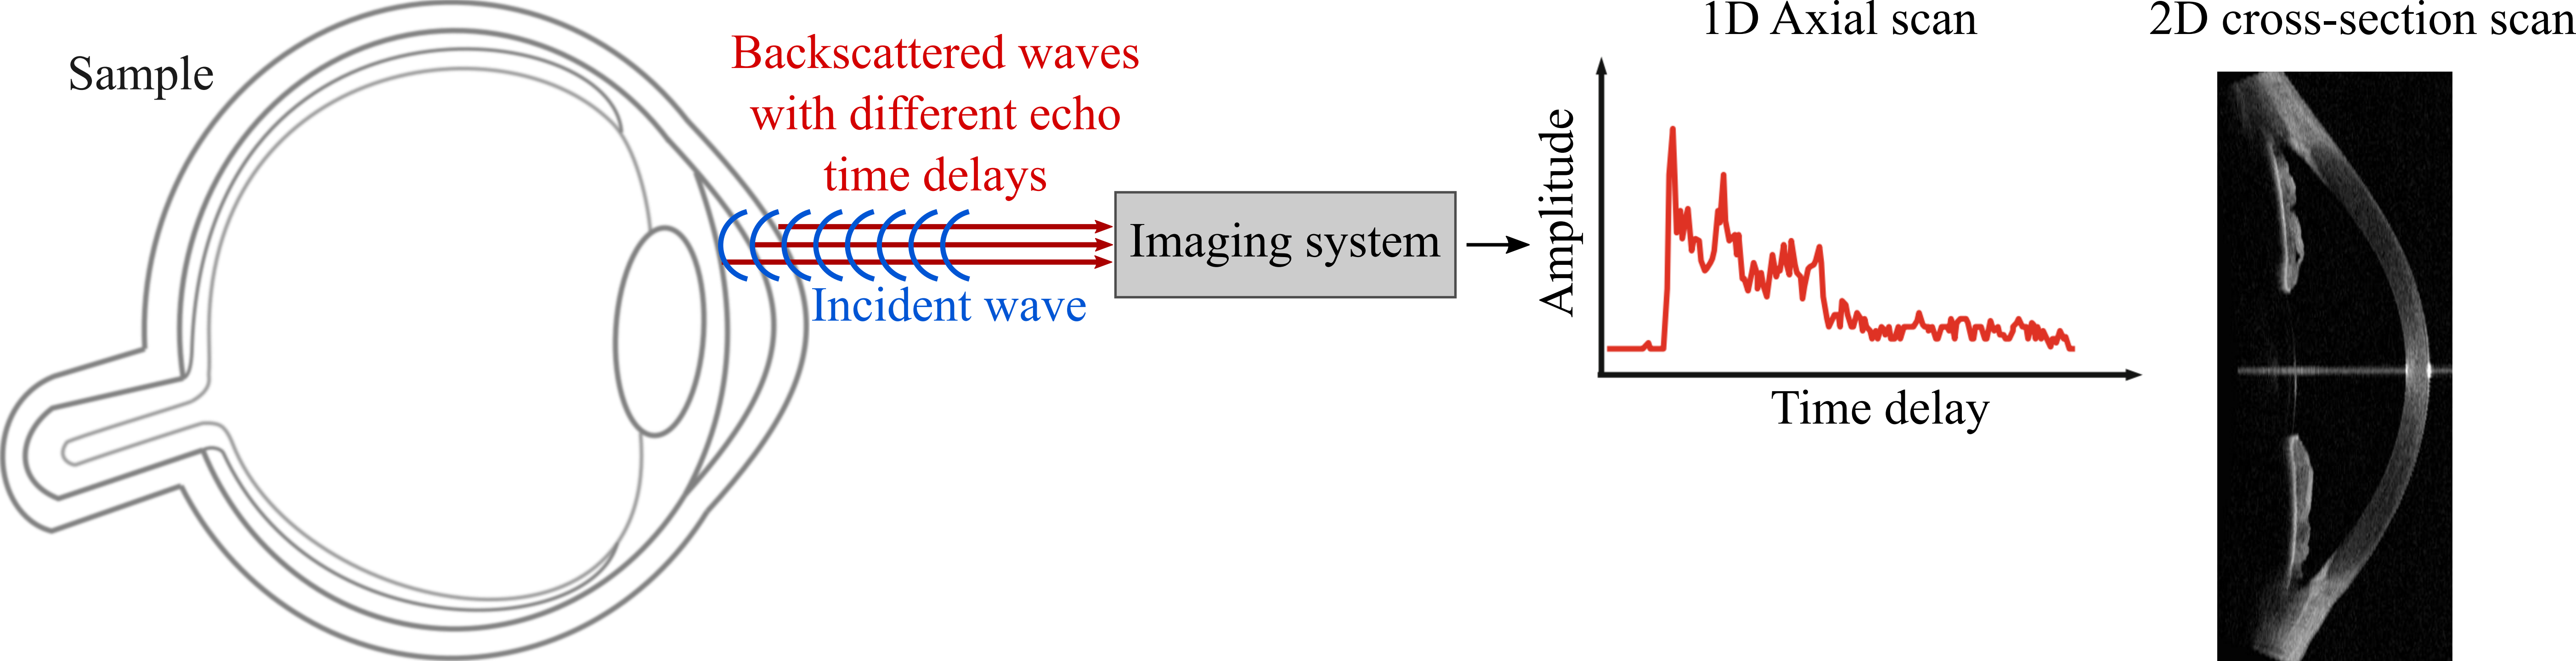 Sample
Backscattered waves
with different echo
time delays
Incident wave
Imaging system
1D Axial scan
Amplitude
Time delay
2D cross-section scan